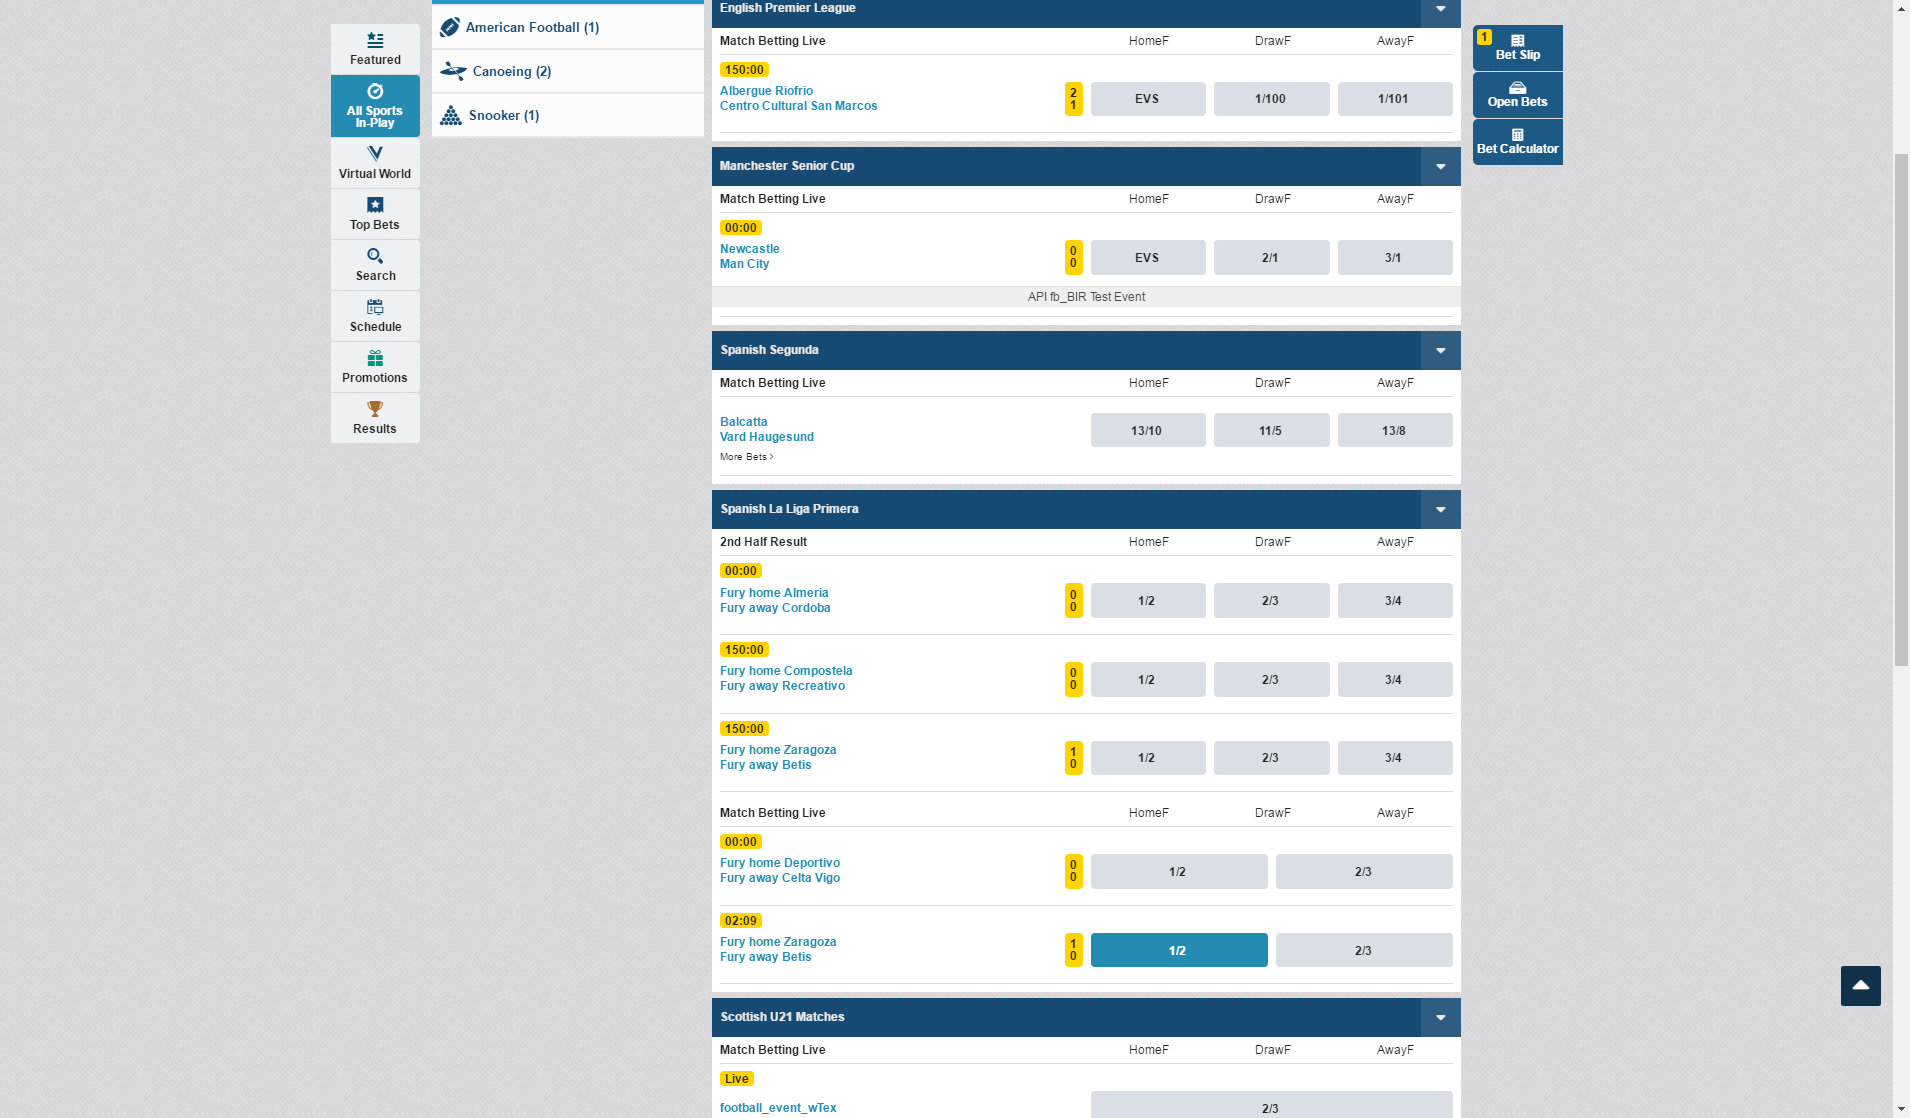 Featured
All Sports
In-Play
Virtual World
Top Bets
Search
Schedule
Promotions
Results
American Football (1)
Canoeing (2)
Snooker (1)
English Premier League
Match Betting Live HomeF DrawF AwayF
150:00
Albergue Riofrio
Centro Cultural San Marcos
2
1
EVS 1/100 1/101
Manchester Senior Cup
Match Betting Live HomeF DrawF AwayF
00:00
Newcastle
Man City
0
0
EVS 2/1 3/1
API fb_BIR Test Event
Spanish Segunda
Match Betting Live HomeF DrawF AwayF
Balcatta
Vard Haugesund
13/10 11/5 13/8
More Bets
Spanish La Liga Primera
2nd Half Result HomeF DrawF AwayF
00:00
Fury home Almeria
Fury away Cordoba
0
0
1/2 2/3 3/4
150:00
Fury home Compostela
Fury away Recreativo
0
0
1/2 2/3 3/4
150:00
Fury home Zaragoza
Fury away Betis
1
0
1/2 2/3 3/4
Match Betting Live HomeF DrawF AwayF
00:00
Fury home Deportivo
Fury away Celta Vigo
0
0
1/2 2/3
02:09
Fury home Zaragoza
Fury away Betis
1
0
1/2 2/3
Scottish U21 Matches
Match Betting Live HomeF DrawF AwayF
Live
football_event_wTex
2/3
1
Bet Slip
Open Bets
Bet Calculator